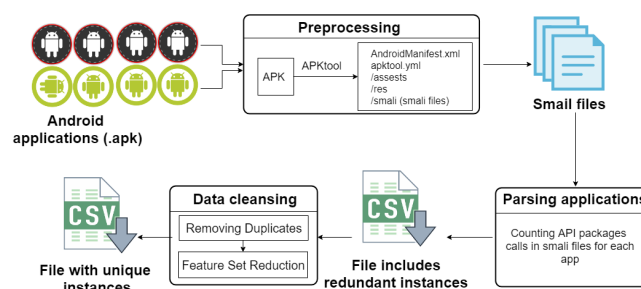 Preprocessing
APK
APKtool
AndroidManifest.xml
apktool.yml
/assests
/res
/smali (smali files)
Android
applications (.apk)
Smail files
Parsing applications
Counting API packages
calls in smali files for each
app
CSV
File includes
redundant instances
Data cleansing
Removing Duplicates
Feature Set Reduction
CSV
File with unique
instances